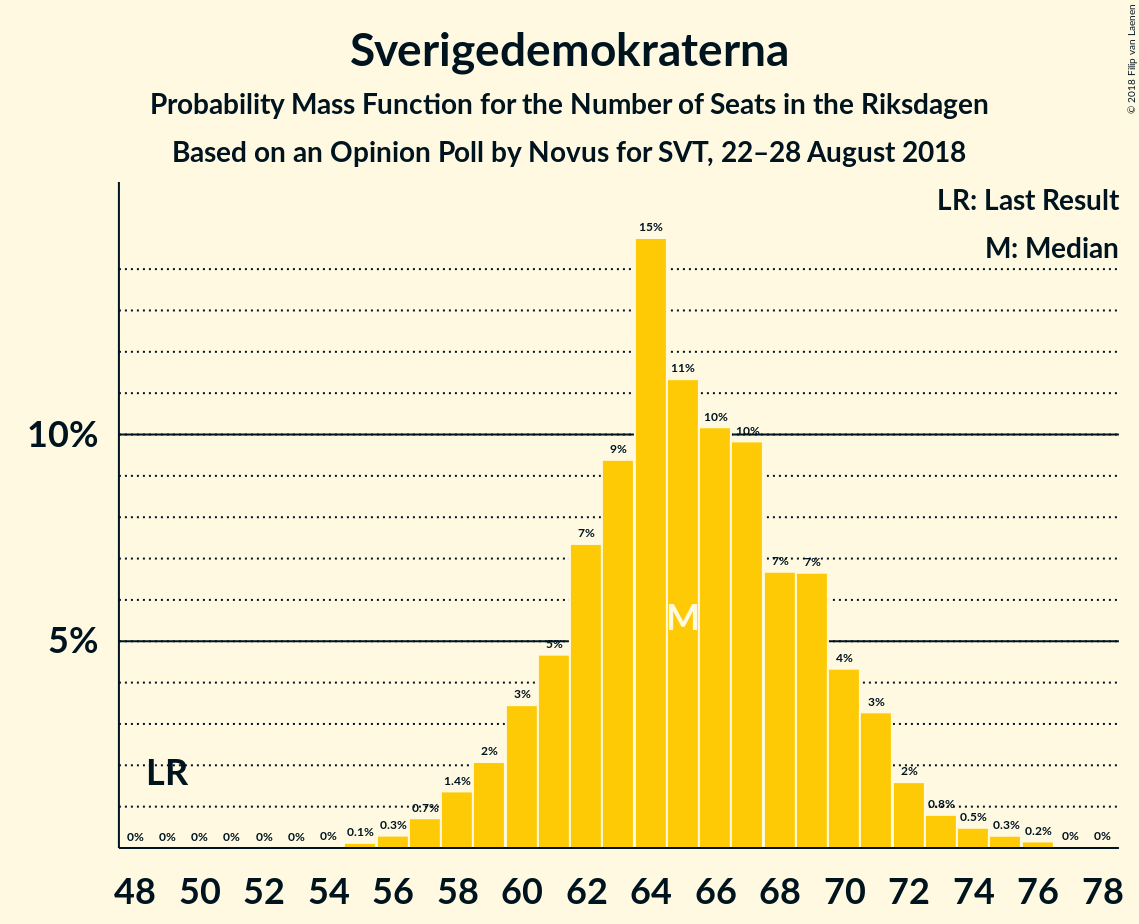 Sverigedemokraterna
Probability Mass Function for the Number of Seats in the Riksdagen
Based on an Opinion Poll by Novus for SVT, 22–28 August 2018
© 2018 Filip van Laenen
LR: Last Result
M: Median
15%
11%
10%
10%
10%
9%
7%
7%
7%
M
5%
5%
4%
3%
3%
2%
2%
LR
1.4%
0.7%
0.8%
0% 0% 0% 0% 0% 0% 0% 0.1% 0.3% 0.5% 0.3% 0.2% 0% 0%
48 50 52 54 56 58 60 62 64 66 68 70 72 74 76 78